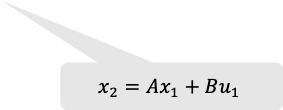 x₂ = Ax₁ + Bu₁